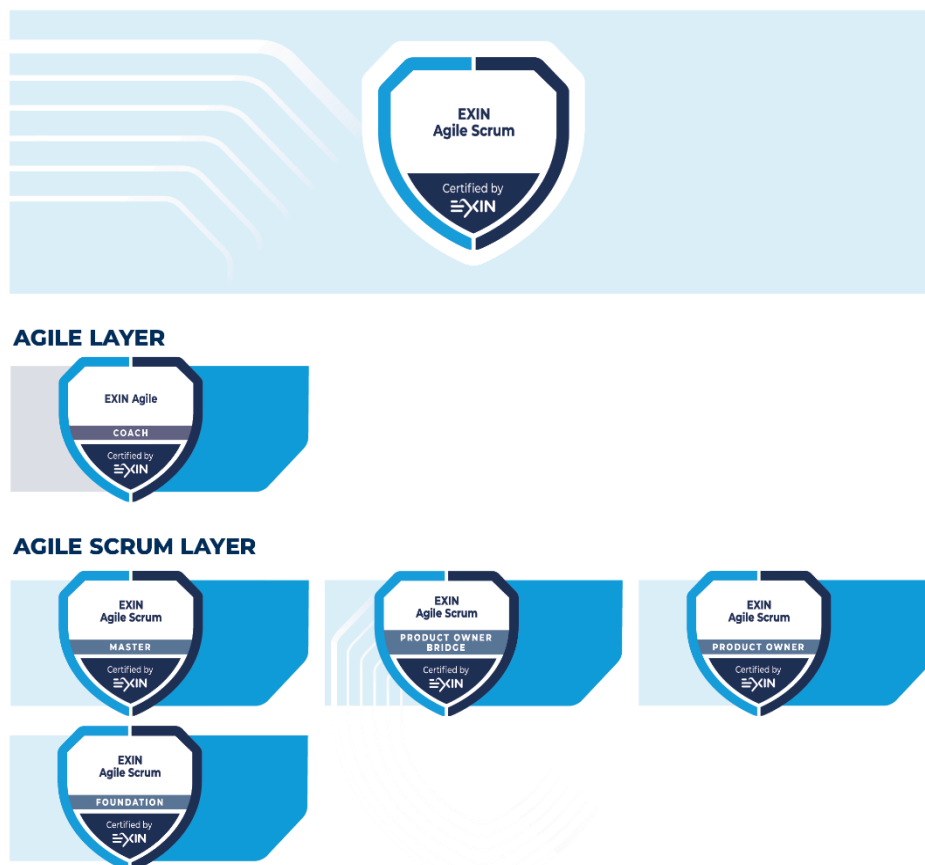 EXIN
Agile Scrum
Certified by
EXIN
AGILE LAYER
EXIN Agile
COACH
Certified by
EXIN
AGILE SCRUM LAYER
EXIN
Agile Scrum
MASTER
Certified by
EXIN
EXIN
Agile Scrum
PRODUCT OWNER
BRIDGE
Certified by
EXIN
EXIN
Agile Scrum
PRODUCT OWNER
Certified by
EXIN
EXIN
Agile Scrum
FOUNDATION
Certified by
EXIN